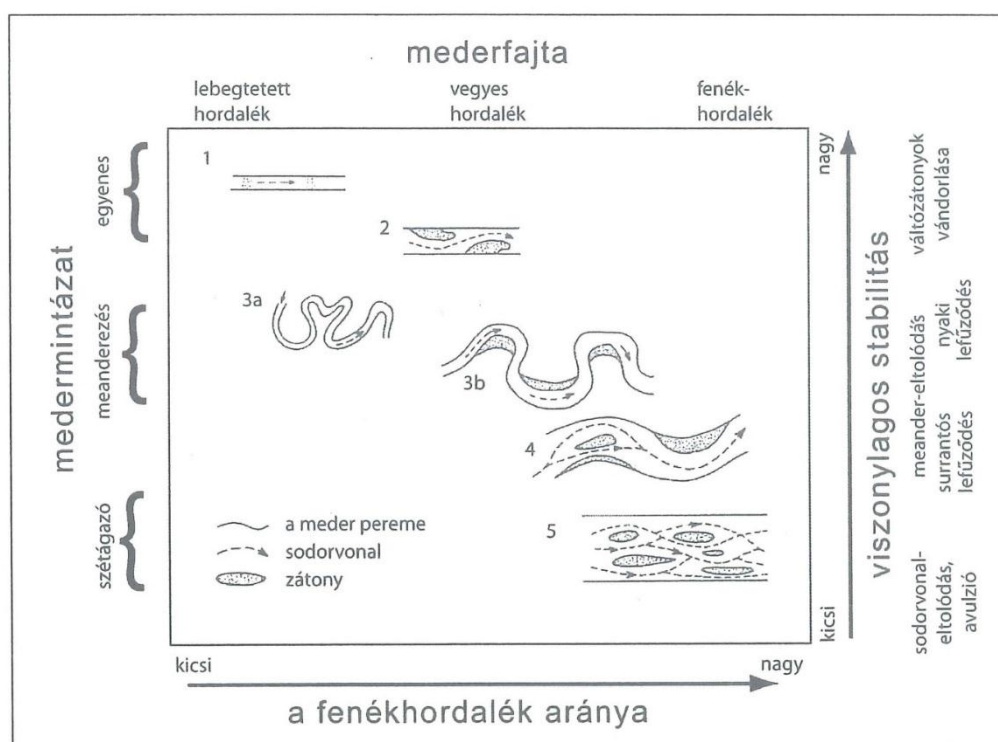 mederfajta
lebegtetett
hordalék
vegyes
hordalék
fenék-
hordalék
medermintázat
egyenes
meanderezés
szétágazó
1
2
3a
3b
4
5
a meder pereme
sodorvonal
zátony
nagy
kicsi
viszonylagos stabilitás
váltózátonyok
vándorlása
nyaki
lefűződés
meander-eltolódás
surrantós
lefűződés
sodorvonal-
eltolódás,
avulzió
kicsi
nagy
a fenékhordalék aránya